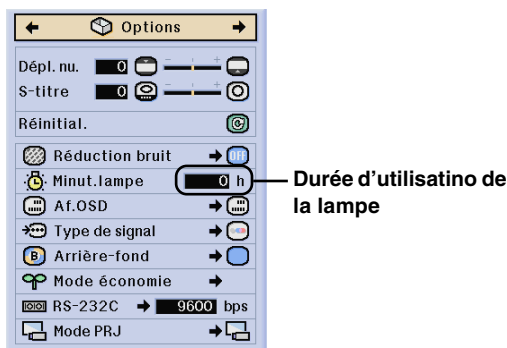 Options
Dépl. nu. 0
S-titre 0
Réinitial.
Réduction bruit OFF
Minut.lampe 0 h
Durée d'utilisatino de
la lampe
Af.OSD
Type de signal
B Arrière-fond
Mode économie
RS-232C 9600 bps
Mode PRJ